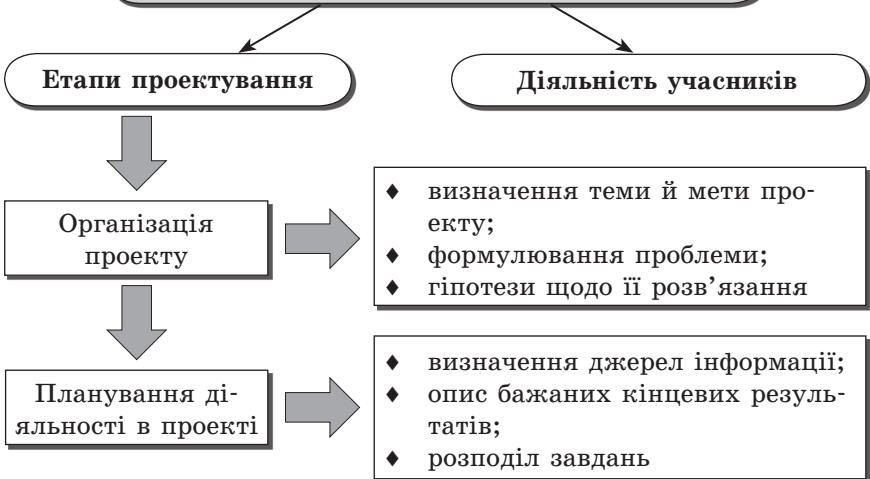 Етапи проектування
Діяльність учасників
Організація
проекту
♦ визначення теми й мети про-
екту;
♦ формулювання проблеми;
♦ гіпотези щодо її розв’язання
Планування ді-
яльності в проекті
♦ визначення джерел інформації;
♦ опис бажаних кінцевих резуль-
татів;
♦ розподіл завдань